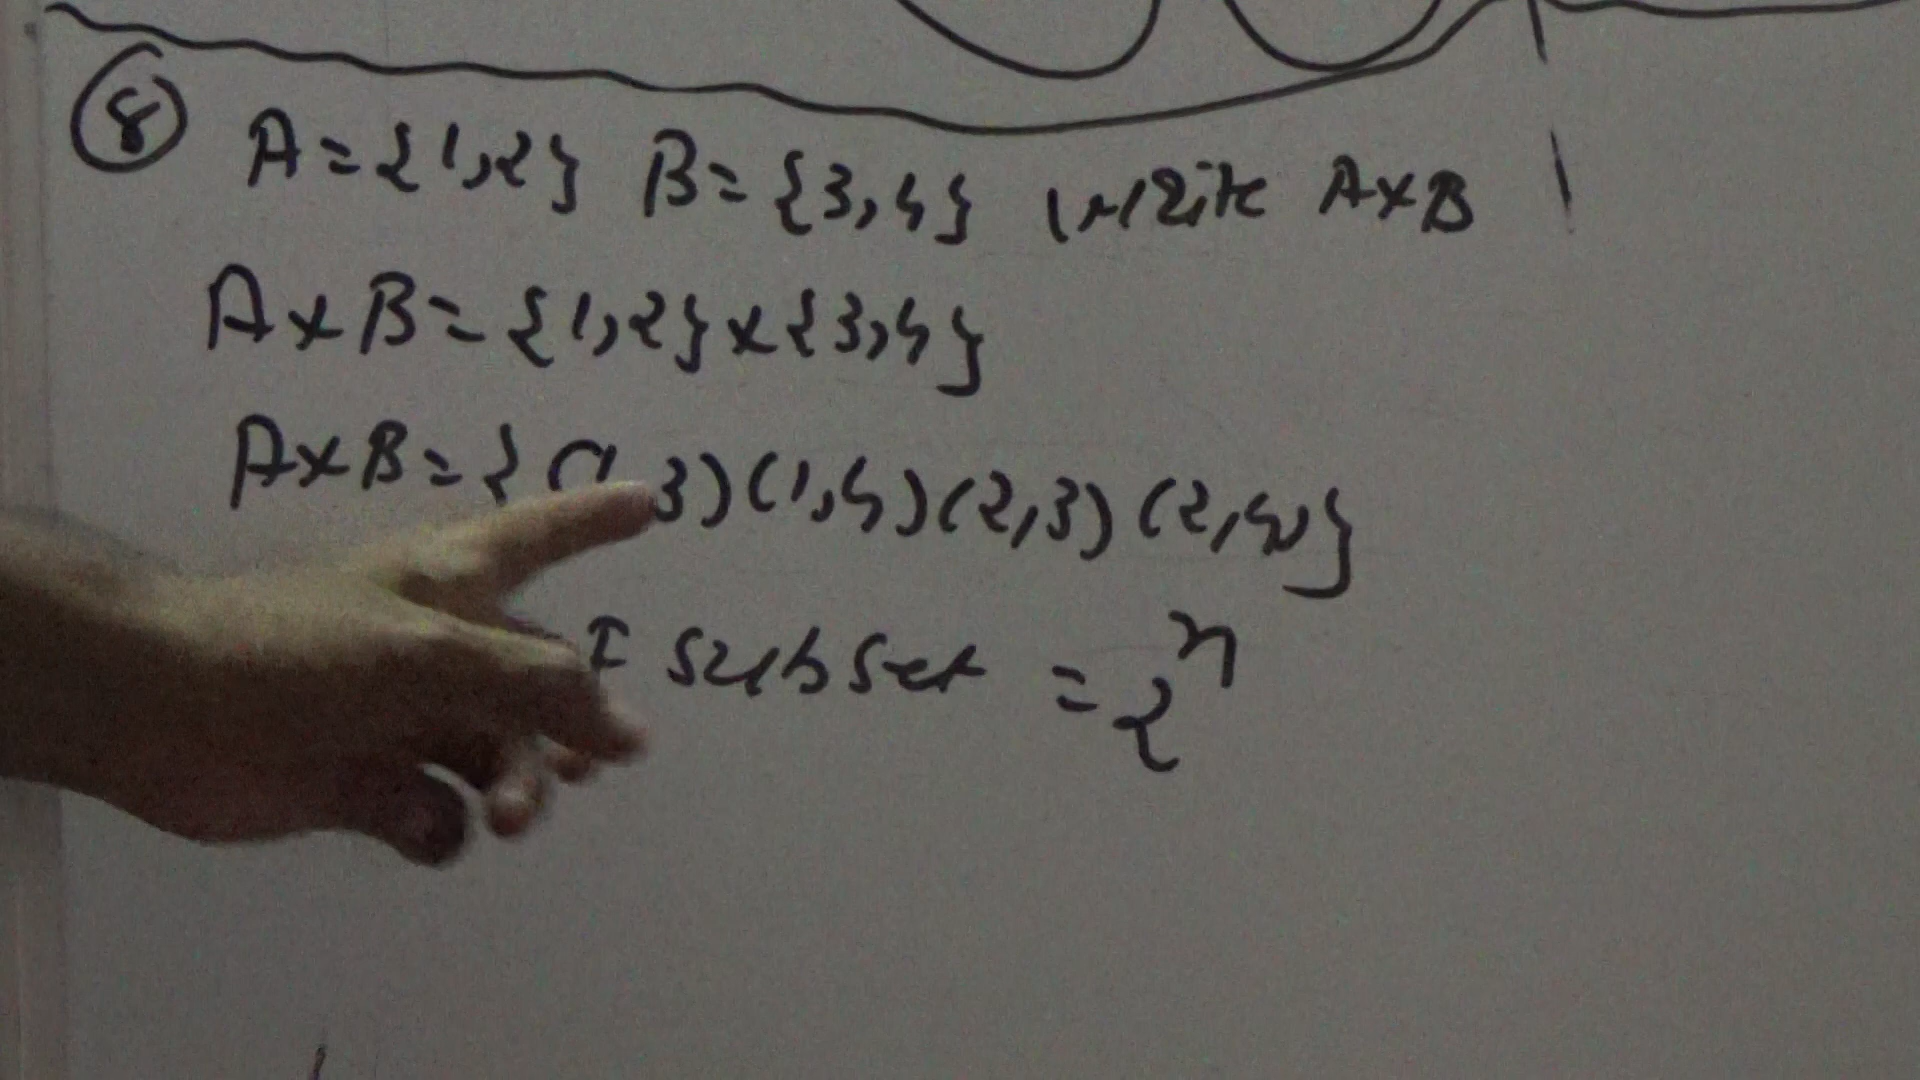 8 A = {1,2} B = {3,4} write A×B
A×B = {1,2}×{3,4}
A×B = {(1,3)(1,4)(2,3)(2,4)}
subset = 2ⁿ